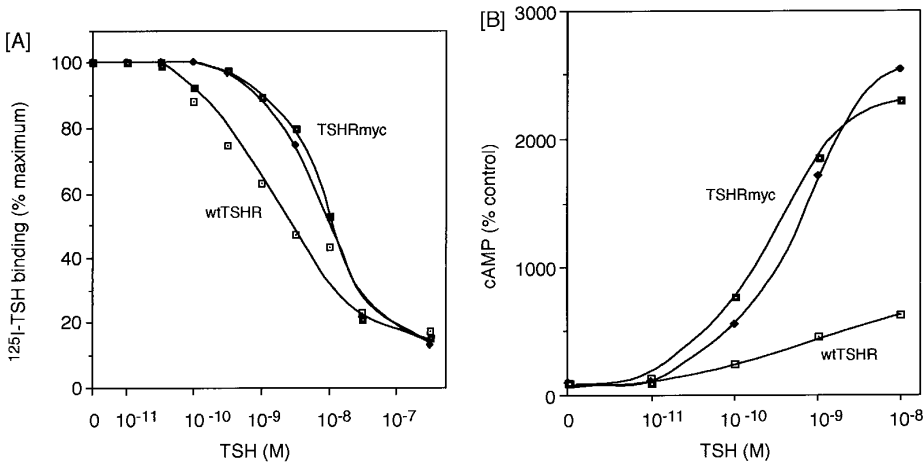 [A]
100
80
60
40
20
0
¹²⁵I-TSH binding (% maximum)
TSHRmyc
wtTSHR
0 10⁻¹¹ 10⁻¹⁰ 10⁻⁹ 10⁻⁸ 10⁻⁷
TSH (M)
[B]
3000
2000
1000
0
cAMP (% control)
TSHRmyc
wtTSHR
0 10⁻¹¹ 10⁻¹⁰ 10⁻⁹ 10⁻⁸
TSH (M)